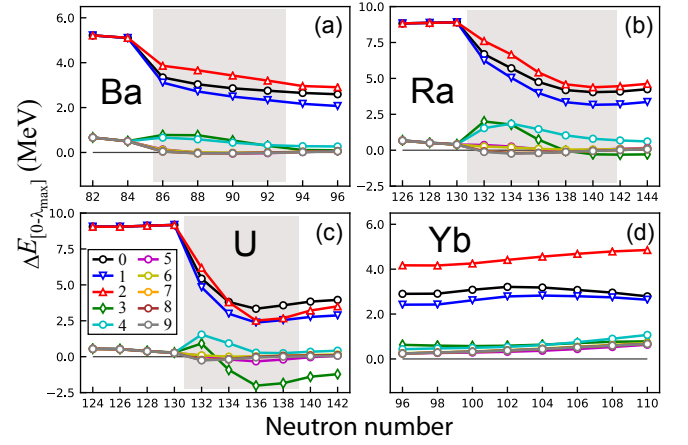 (a)
Ba
6.0
4.0
2.0
0.0
82 84 86 88 90 92 94 96
(b)
Ra
10.0
7.5
5.0
2.5
0.0
−2.5
126 128 130 132 134 136 138 140 142 144
ΔE[0-λmax] (MeV)
(c)
U
10.0
7.5
5.0
2.5
0.0
−2.5
0 5
1 6
2 7
3 8
4 9
124 126 128 130 132 134 136 138 140 142
(d)
Yb
6.0
4.0
2.0
0.0
96 98 100 102 104 106 108 110
Neutron number